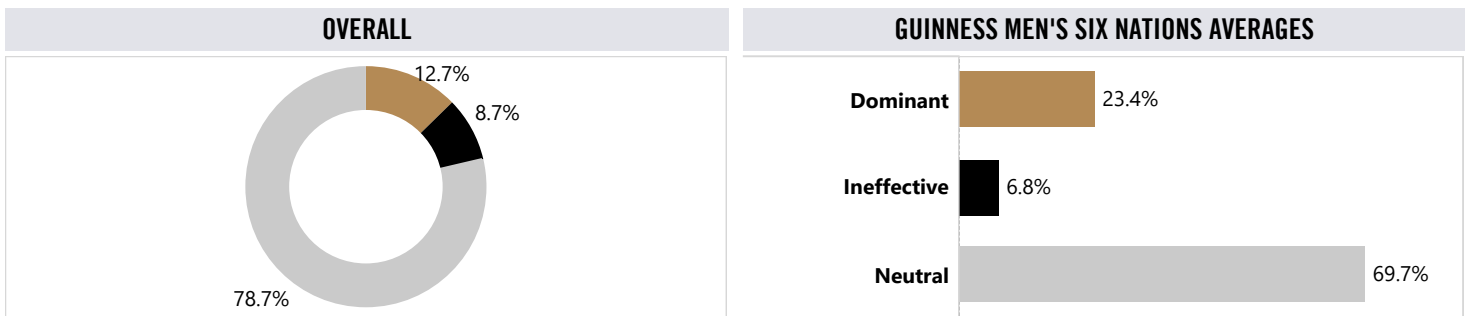 OVERALL
12.7%
8.7%
78.7%
GUINNESS MEN'S SIX NATIONS AVERAGES
Dominant
23.4%
Ineffective
6.8%
Neutral
69.7%